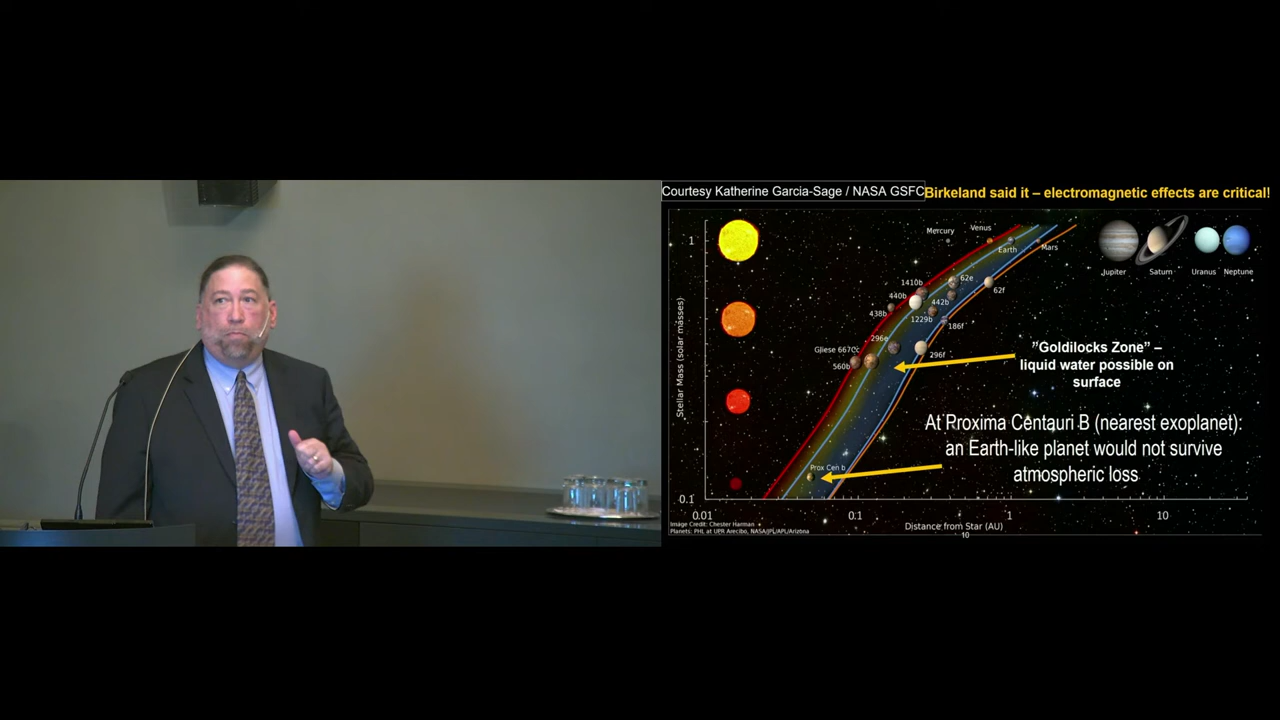 Courtesy Katherine Garcia-Sage / NASA GSFC
Birkeland said it – electromagnetic effects are critical!
Stellar Mass (solar masses)
1
0.1
Mercury
Venus
Earth
Mars
Jupiter
Saturn
Uranus
Neptune
1410b
62e
62f
440b
442b
438b
1229b
186f
296e
Gliese 667Cc
296f
560b
"Goldilocks Zone" –
liquid water possible on
surface
At Proxima Centauri B (nearest exoplanet):
an Earth-like planet would not survive
atmospheric loss
Prox Cen b
0.01
0.1
1
10
Distance from Star (AU)
Image Credit: Chester Harman
Planets: PHL at UPR Arecibo, NASA/JPL/APL/Arizona
10